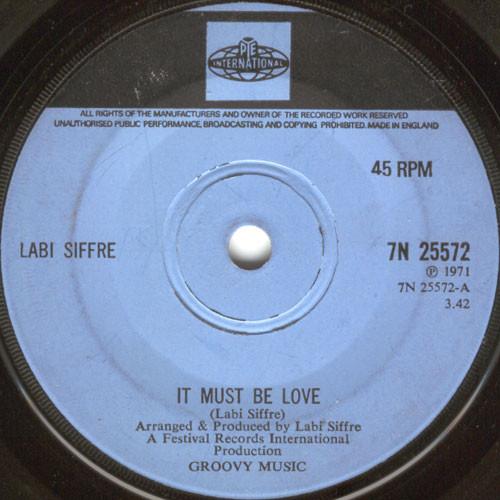 PYE
INTERNATIONAL
ALL RIGHTS OF THE MANUFACTURERS AND OWNER OF THE RECORDED WORK RESERVED
UNAUTHORISED PUBLIC PERFORMANCE, BROADCASTING AND COPYING PROHIBITED. MADE IN ENGLAND
45 RPM
LABI SIFFRE
7N 25572
℗ 1971
7N 25572-A
3.42
IT MUST BE LOVE
(Labi Siffre)
Arranged & Produced by Labi Siffre
A Festival Records International
Production
GROOVY MUSIC